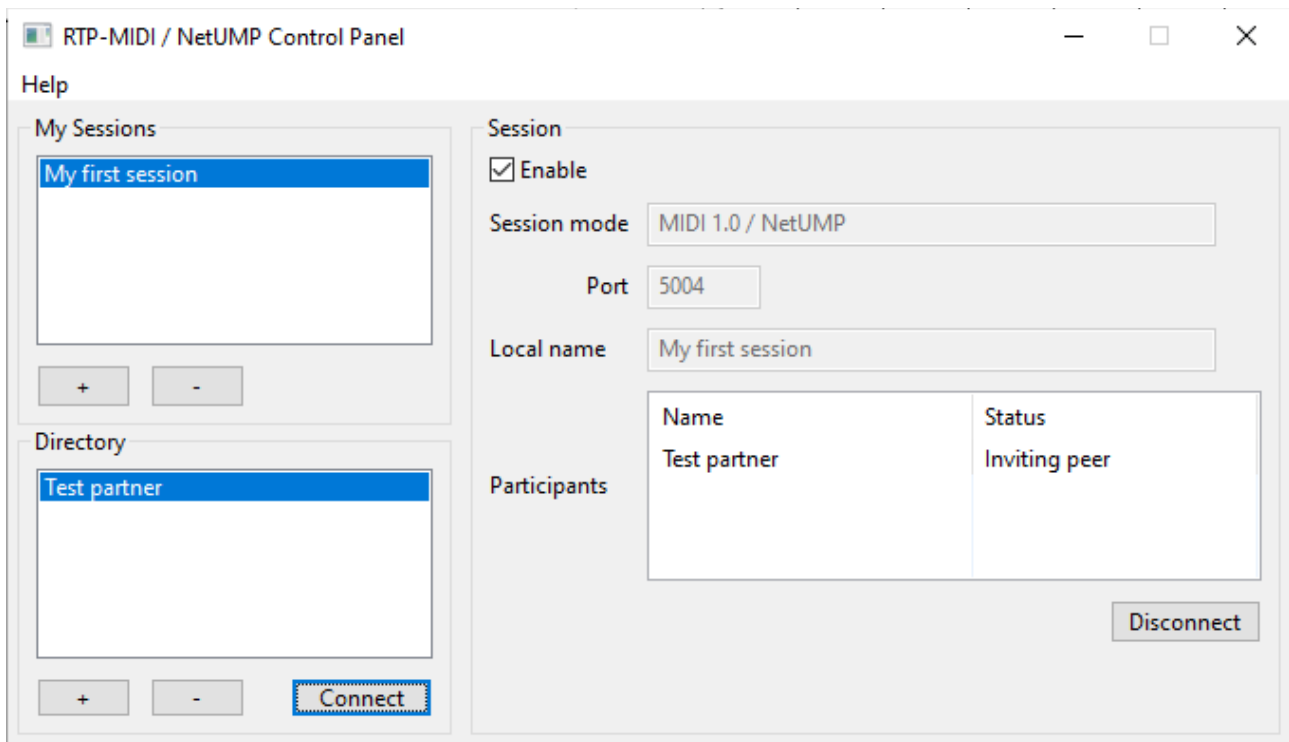 RTP-MIDI / NetUMP Control Panel
Help
My Sessions
My first session
+ -
Directory
Test partner
+ - Connect
Session
Enable
Session mode MIDI 1.0 / NetUMP
Port 5004
Local name My first session
Participants
Name Status
Test partner Inviting peer
Disconnect